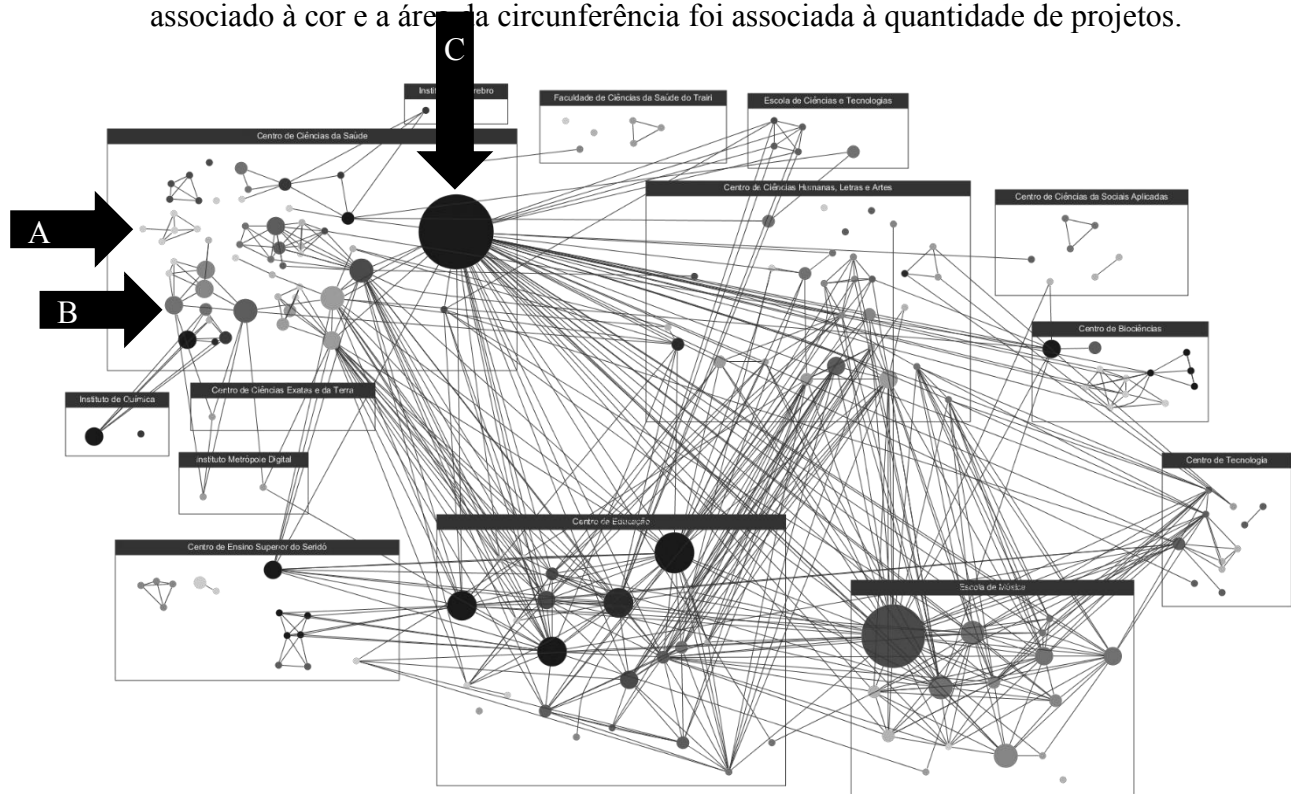 associado à cor e a área da circunferência foi associada à quantidade de projetos.
C
Faculdade de Ciências da Saúde do Trairi
Escola de Ciências e Tecnologias
Centro de Ciências da Saúde
Centro de Ciências Humanas, Letras e Artes
Centro de Ciências da Sociais Aplicadas
A
B
Centro de Biociências
Centro de Ciências Exatas e da Terra
Instituto de Química
Instituto Metrópole Digital
Centro de Tecnologia
Centro de Educação
Centro de Ensino Superior do Seridó
Escola de Música